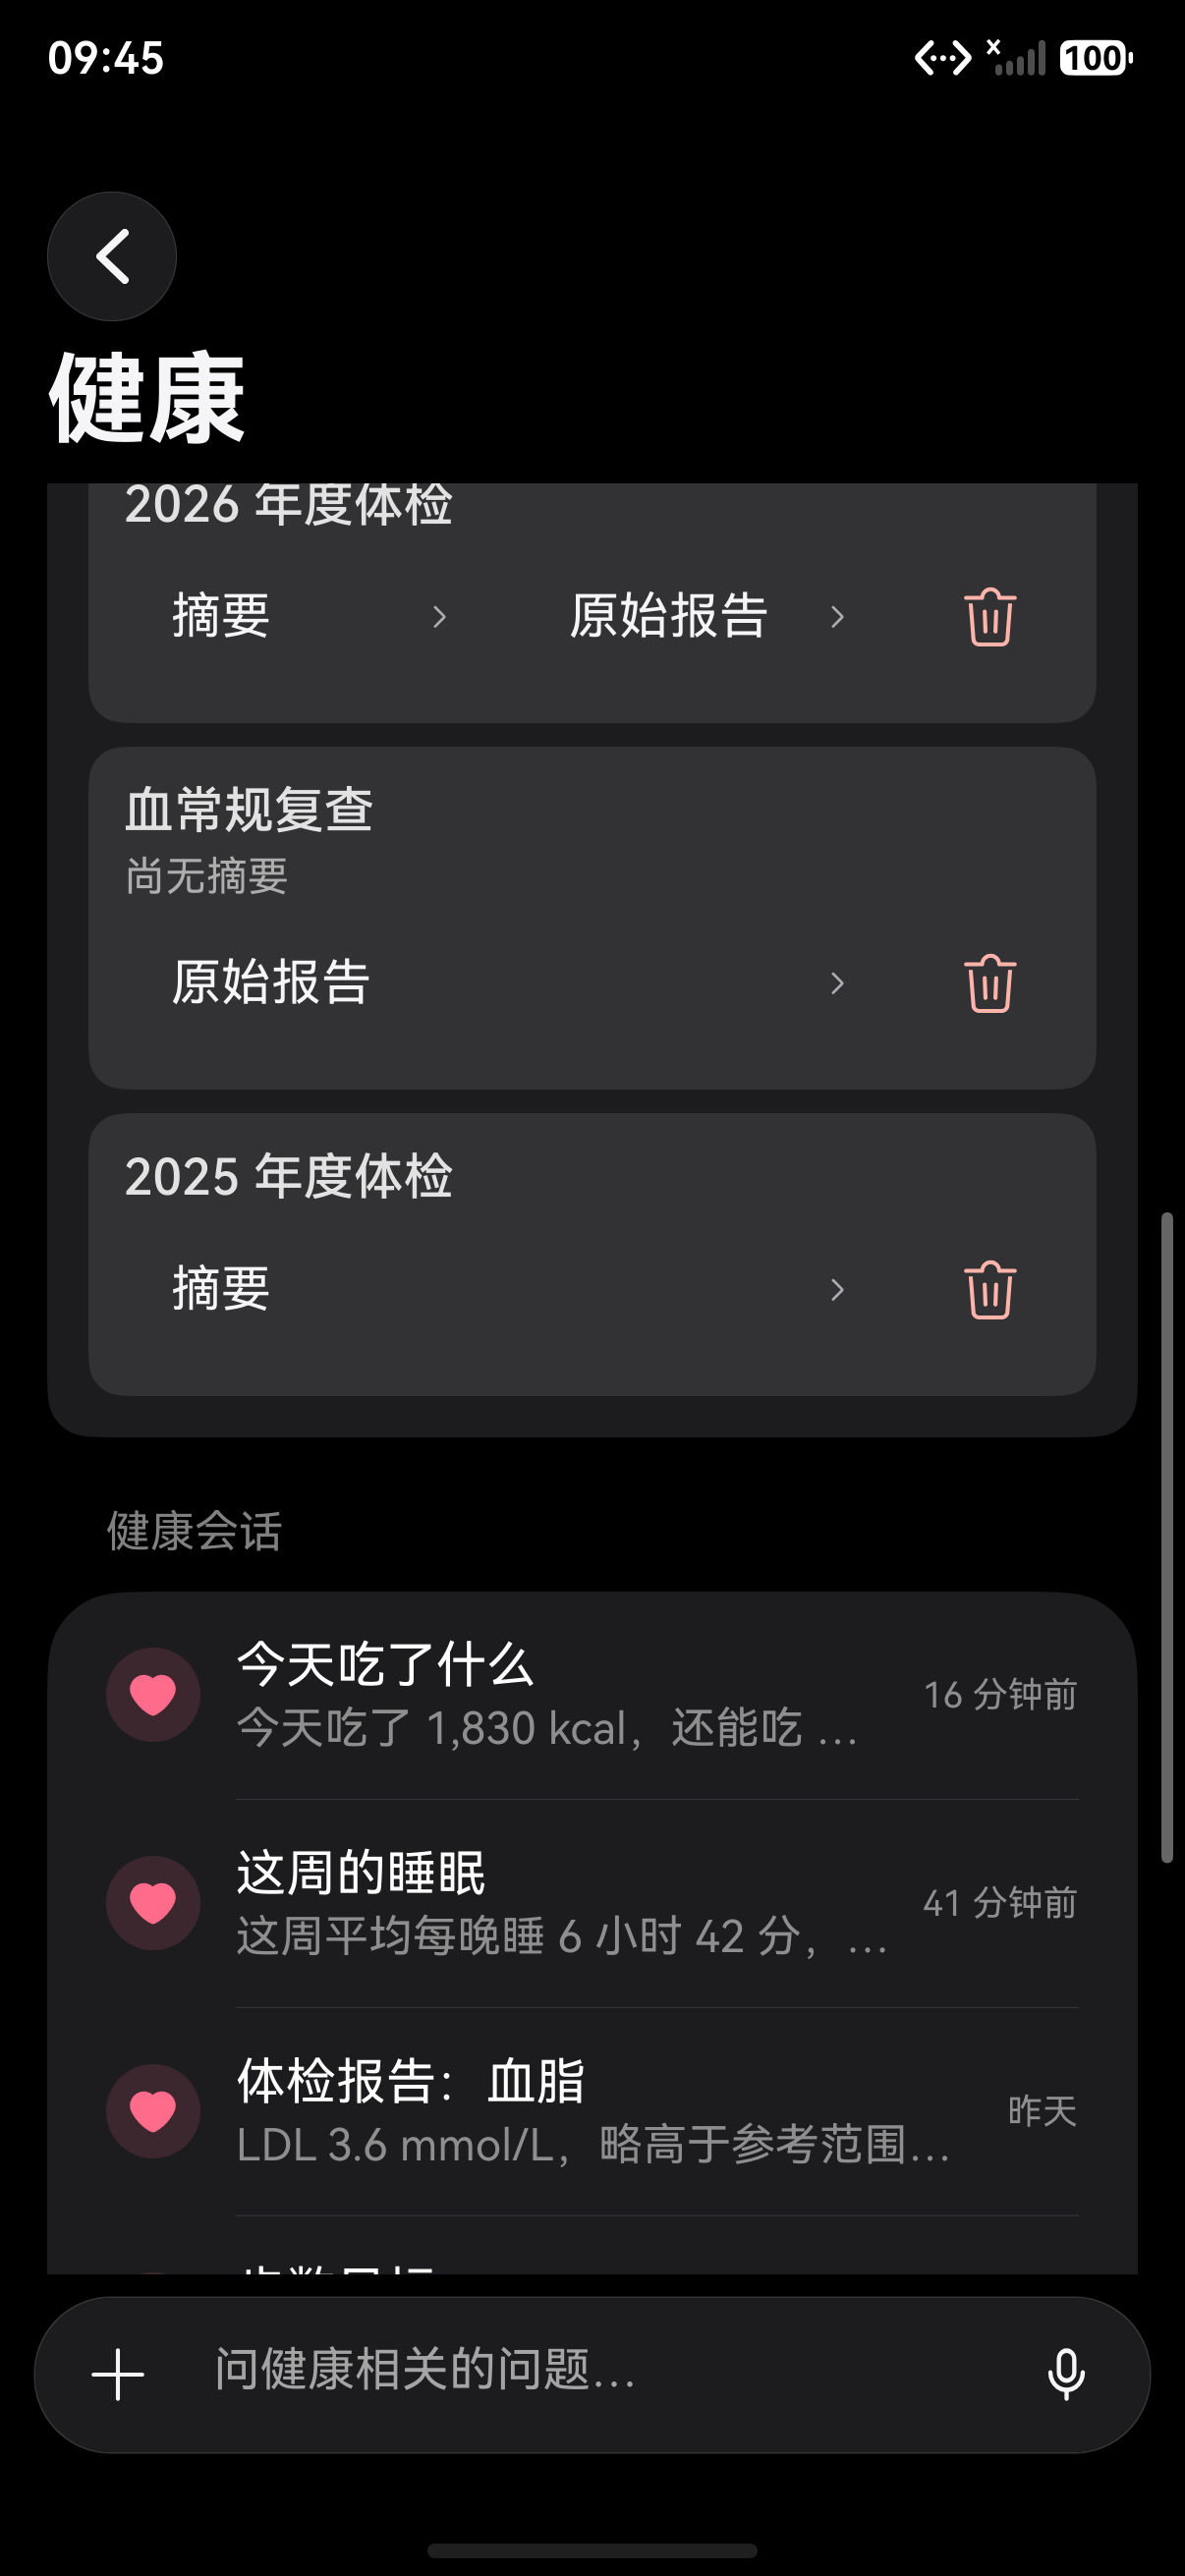 09:45
100
健康
2026 年度体检
摘要
原始报告
血常规复查
尚无摘要
原始报告
2025 年度体检
摘要
健康会话
今天吃了什么
今天吃了 1,830 kcal，还能吃 …
16 分钟前
这周的睡眠
这周平均每晚睡 6 小时 42 分，…
41 分钟前
体检报告：血脂
LDL 3.6 mmol/L，略高于参考范围…
昨天
问健康相关的问题…